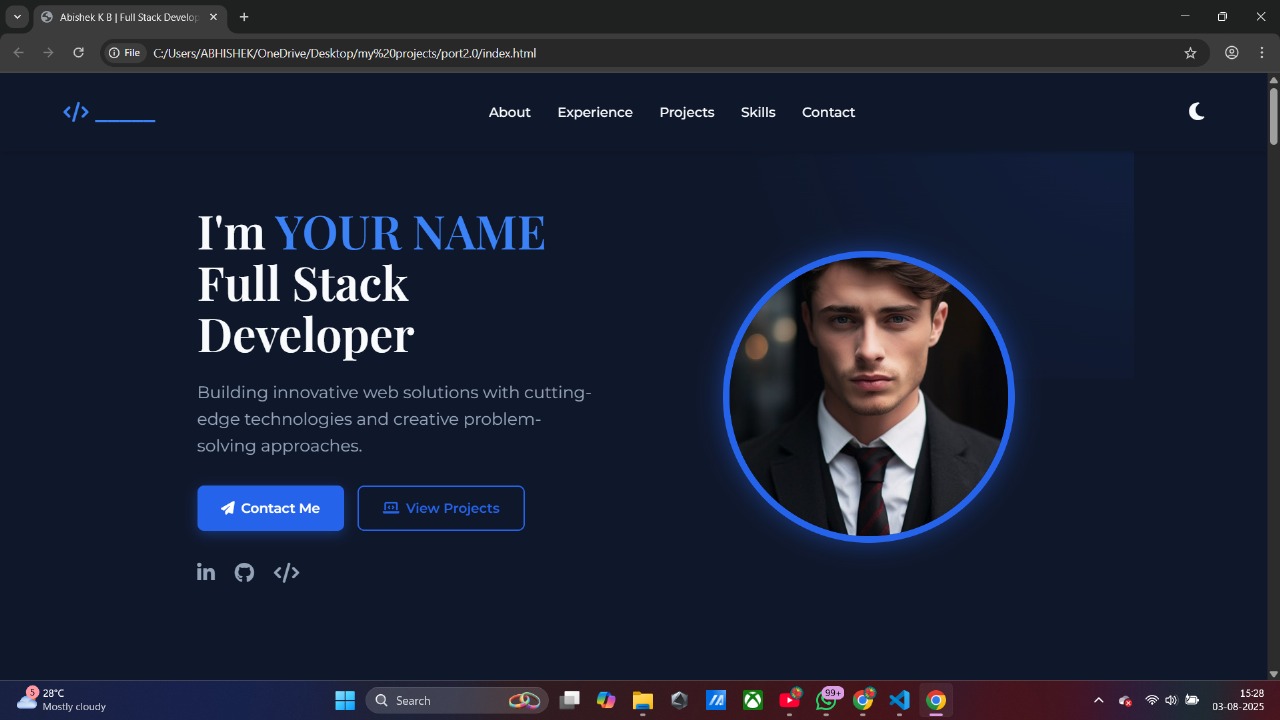 Abishek K B | Full Stack Develop
File C:/Users/ABHISHEK/OneDrive/Desktop/my%20projects/port2.0/index.html
</> ______
About Experience Projects Skills Contact
I'm YOUR NAME
Full Stack
Developer
Building innovative web solutions with cutting-
edge technologies and creative problem-
solving approaches.
Contact Me View Projects
in </>
5
28°C
Mostly cloudy
Search
99+
15:28
03-08-2025